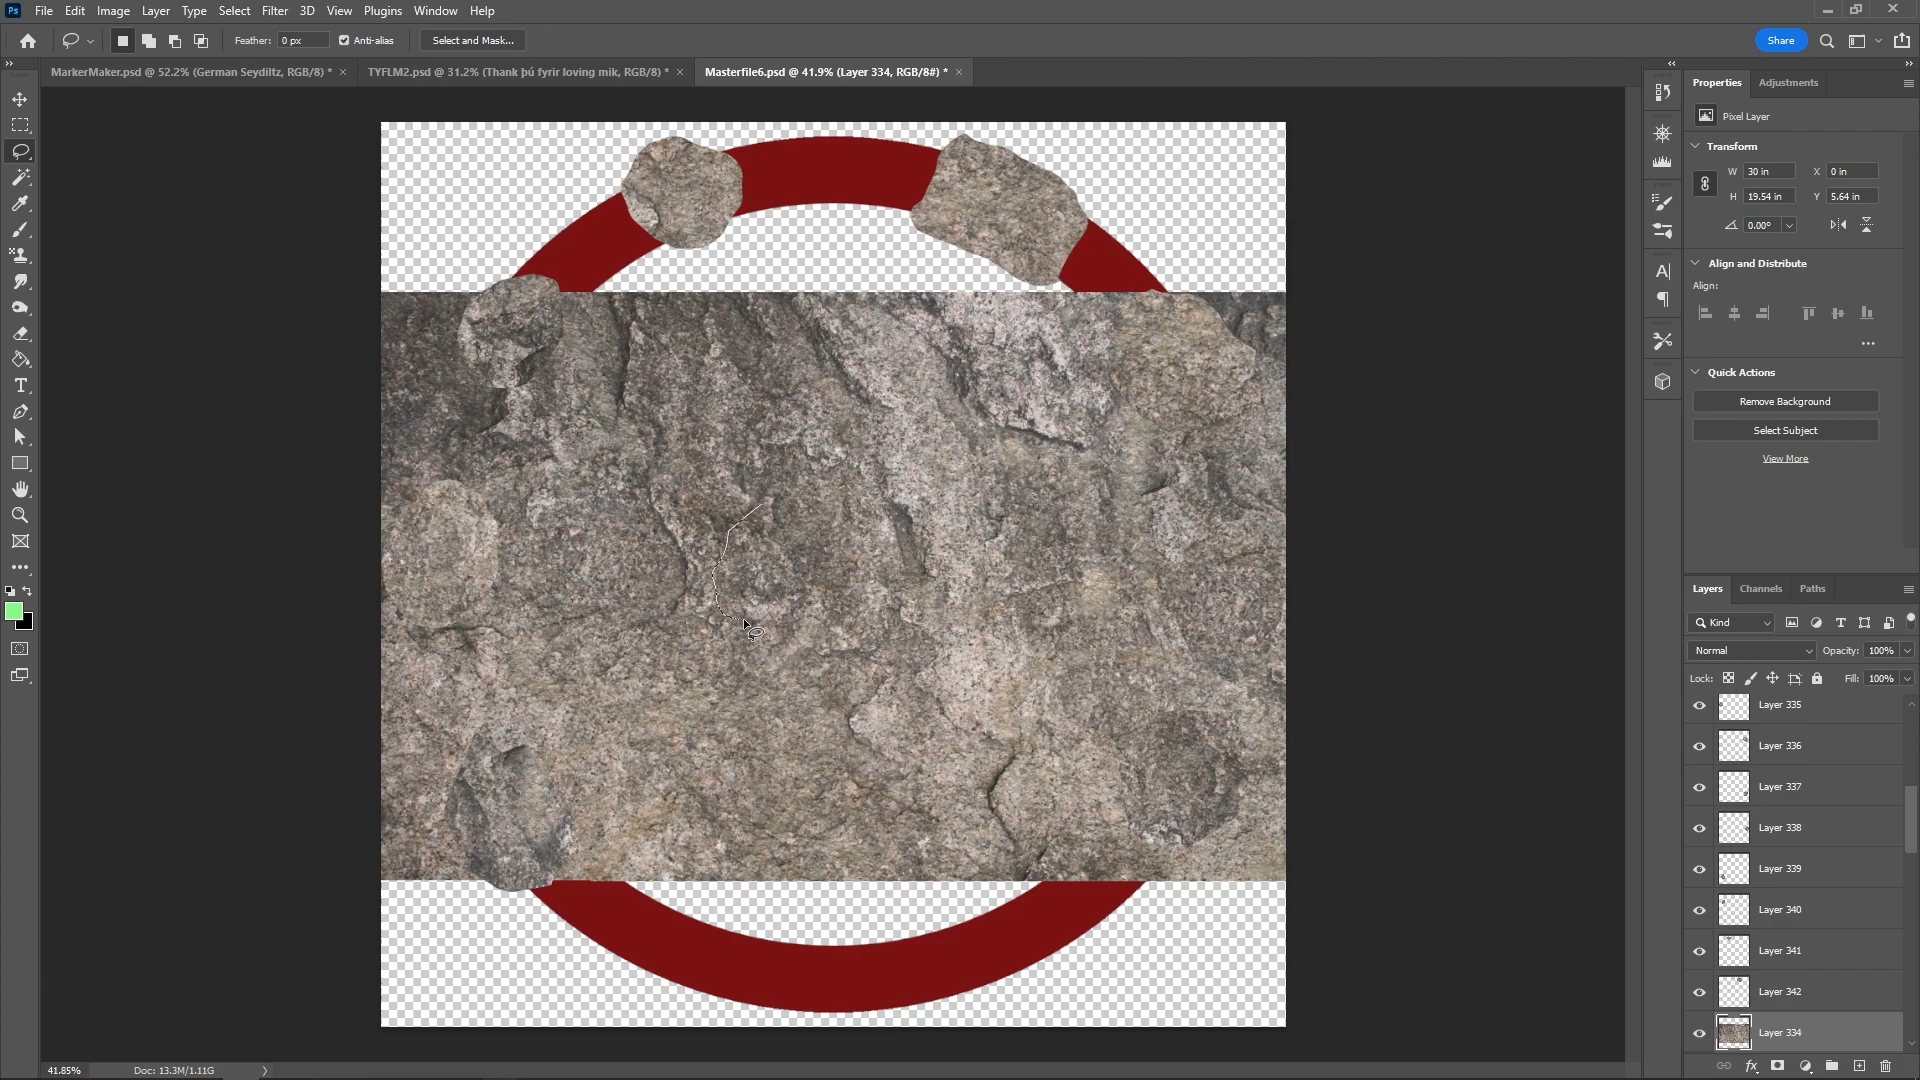 Ps File Edit Image Layer Type Select Filter 3D View Plugins Window Help
Feather: 0 px Anti-alias Select and Mask... Share
MarkerMaker.psd @ 52.2% (German Seydiltz, RGB/8) * TYFLM2.psd @ 31.2% (Thank þú fyrir loving mik, RGB/8) * Masterfile6.psd @ 41.9% (Layer 334, RGB/8#) *
Properties Adjustments
Pixel Layer
Transform
W 30 in X 0 in
H 19.54 in Y 5.64 in
0.00°
Align and Distribute
Align:
Quick Actions
Remove Background
Select Subject
View More
Layers Channels Paths
Kind
Normal Opacity: 100%
Lock: Fill: 100%
Layer 335
Layer 336
Layer 337
Layer 338
Layer 339
Layer 340
Layer 341
Layer 342
Layer 334
41.85% Doc: 13.3M/1.11G